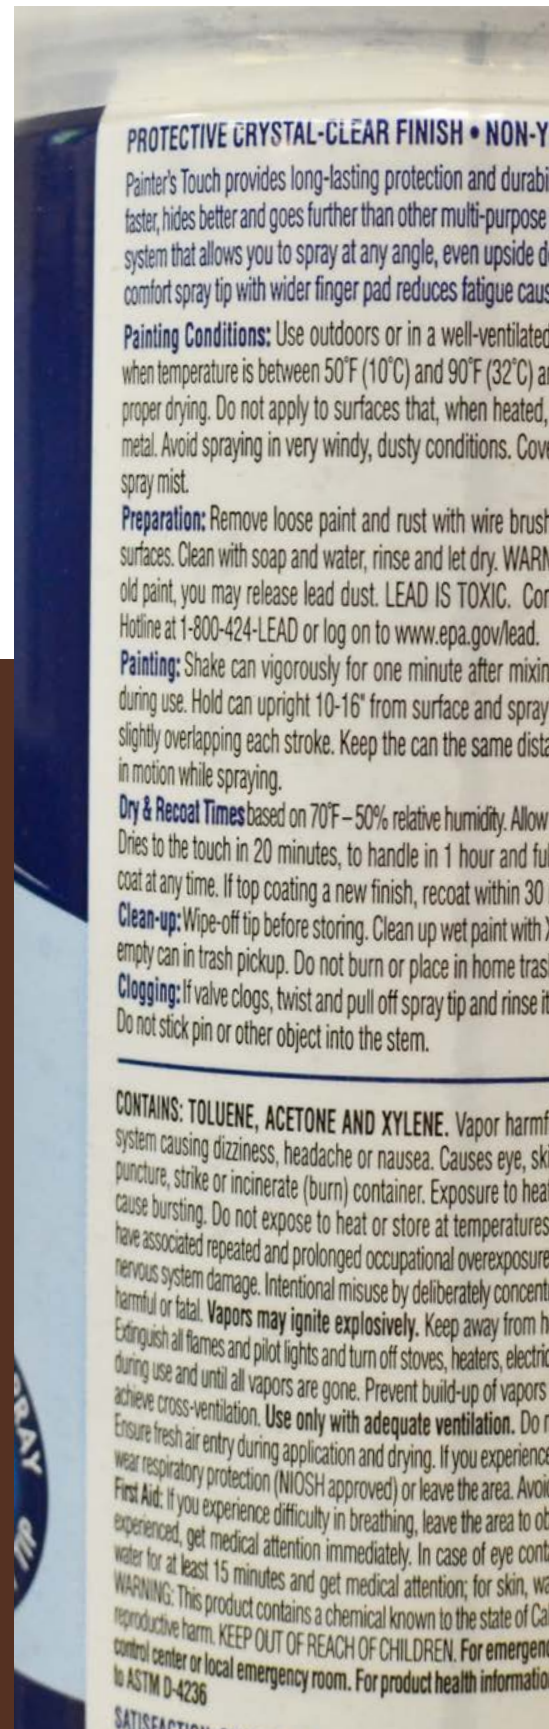 PROTECTIVE CRYSTAL-CLEAR FINISH • NON-Y
Painter's Touch provides long-lasting protection and durabi
faster, hides better and goes further than other multi-purpose
system that allows you to spray at any angle, even upside d
comfort spray tip with wider finger pad reduces fatigue caus
Painting Conditions: Use outdoors or in a well-ventilated
when temperature is between 50°F (10°C) and 90°F (32°C) a
proper drying. Do not apply to surfaces that, when heated,
metal. Avoid spraying in very windy, dusty conditions. Cove
spray mist.
Preparation: Remove loose paint and rust with wire brush
surfaces. Clean with soap and water, rinse and let dry. WARN
old paint, you may release lead dust. LEAD IS TOXIC. Con
Hotline at 1-800-424-LEAD or log on to www.epa.gov/lead.
Painting: Shake can vigorously for one minute after mixin
during use. Hold can upright 10-16" from surface and spray
slightly overlapping each stroke. Keep the can the same dista
in motion while spraying.
Dry & Recoat Times based on 70°F – 50% relative humidity. Allow
Dries to the touch in 20 minutes, to handle in 1 hour and ful
coat at any time. If top coating a new finish, recoat within 30
Clean-up: Wipe-off tip before storing. Clean up wet paint with X
empty can in trash pickup. Do not burn or place in home tras
Clogging: If valve clogs, twist and pull off spray tip and rinse it
Do not stick pin or other object into the stem.
CONTAINS: TOLUENE, ACETONE AND XYLENE. Vapor harmf
system causing dizziness, headache or nausea. Causes eye, ski
puncture, strike or incinerate (burn) container. Exposure to heat
cause bursting. Do not expose to heat or store at temperatures
have associated repeated and prolonged occupational overexposure
nervous system damage. Intentional misuse by deliberately concent
harmful or fatal. Vapors may ignite explosively. Keep away from h
Extinguish all flames and pilot lights and turn off stoves, heaters, electric
during use and until all vapors are gone. Prevent build-up of vapors
achieve cross-ventilation. Use only with adequate ventilation. Do n
Ensure fresh air entry during application and drying. If you experience
wear respiratory protection (NIOSH approved) or leave the area. Avoid
First Aid: If you experience difficulty in breathing, leave the area to ob
experienced, get medical attention immediately. In case of eye cont
water for at least 15 minutes and get medical attention; for skin, wa
WARNING: This product contains a chemical known to the state of Cal
reproductive harm. KEEP OUT OF REACH OF CHILDREN. For emergenc
control center or local emergency room. For product health informatio
to ASTM D-4236
SATISFACTION
PRAY
TIP